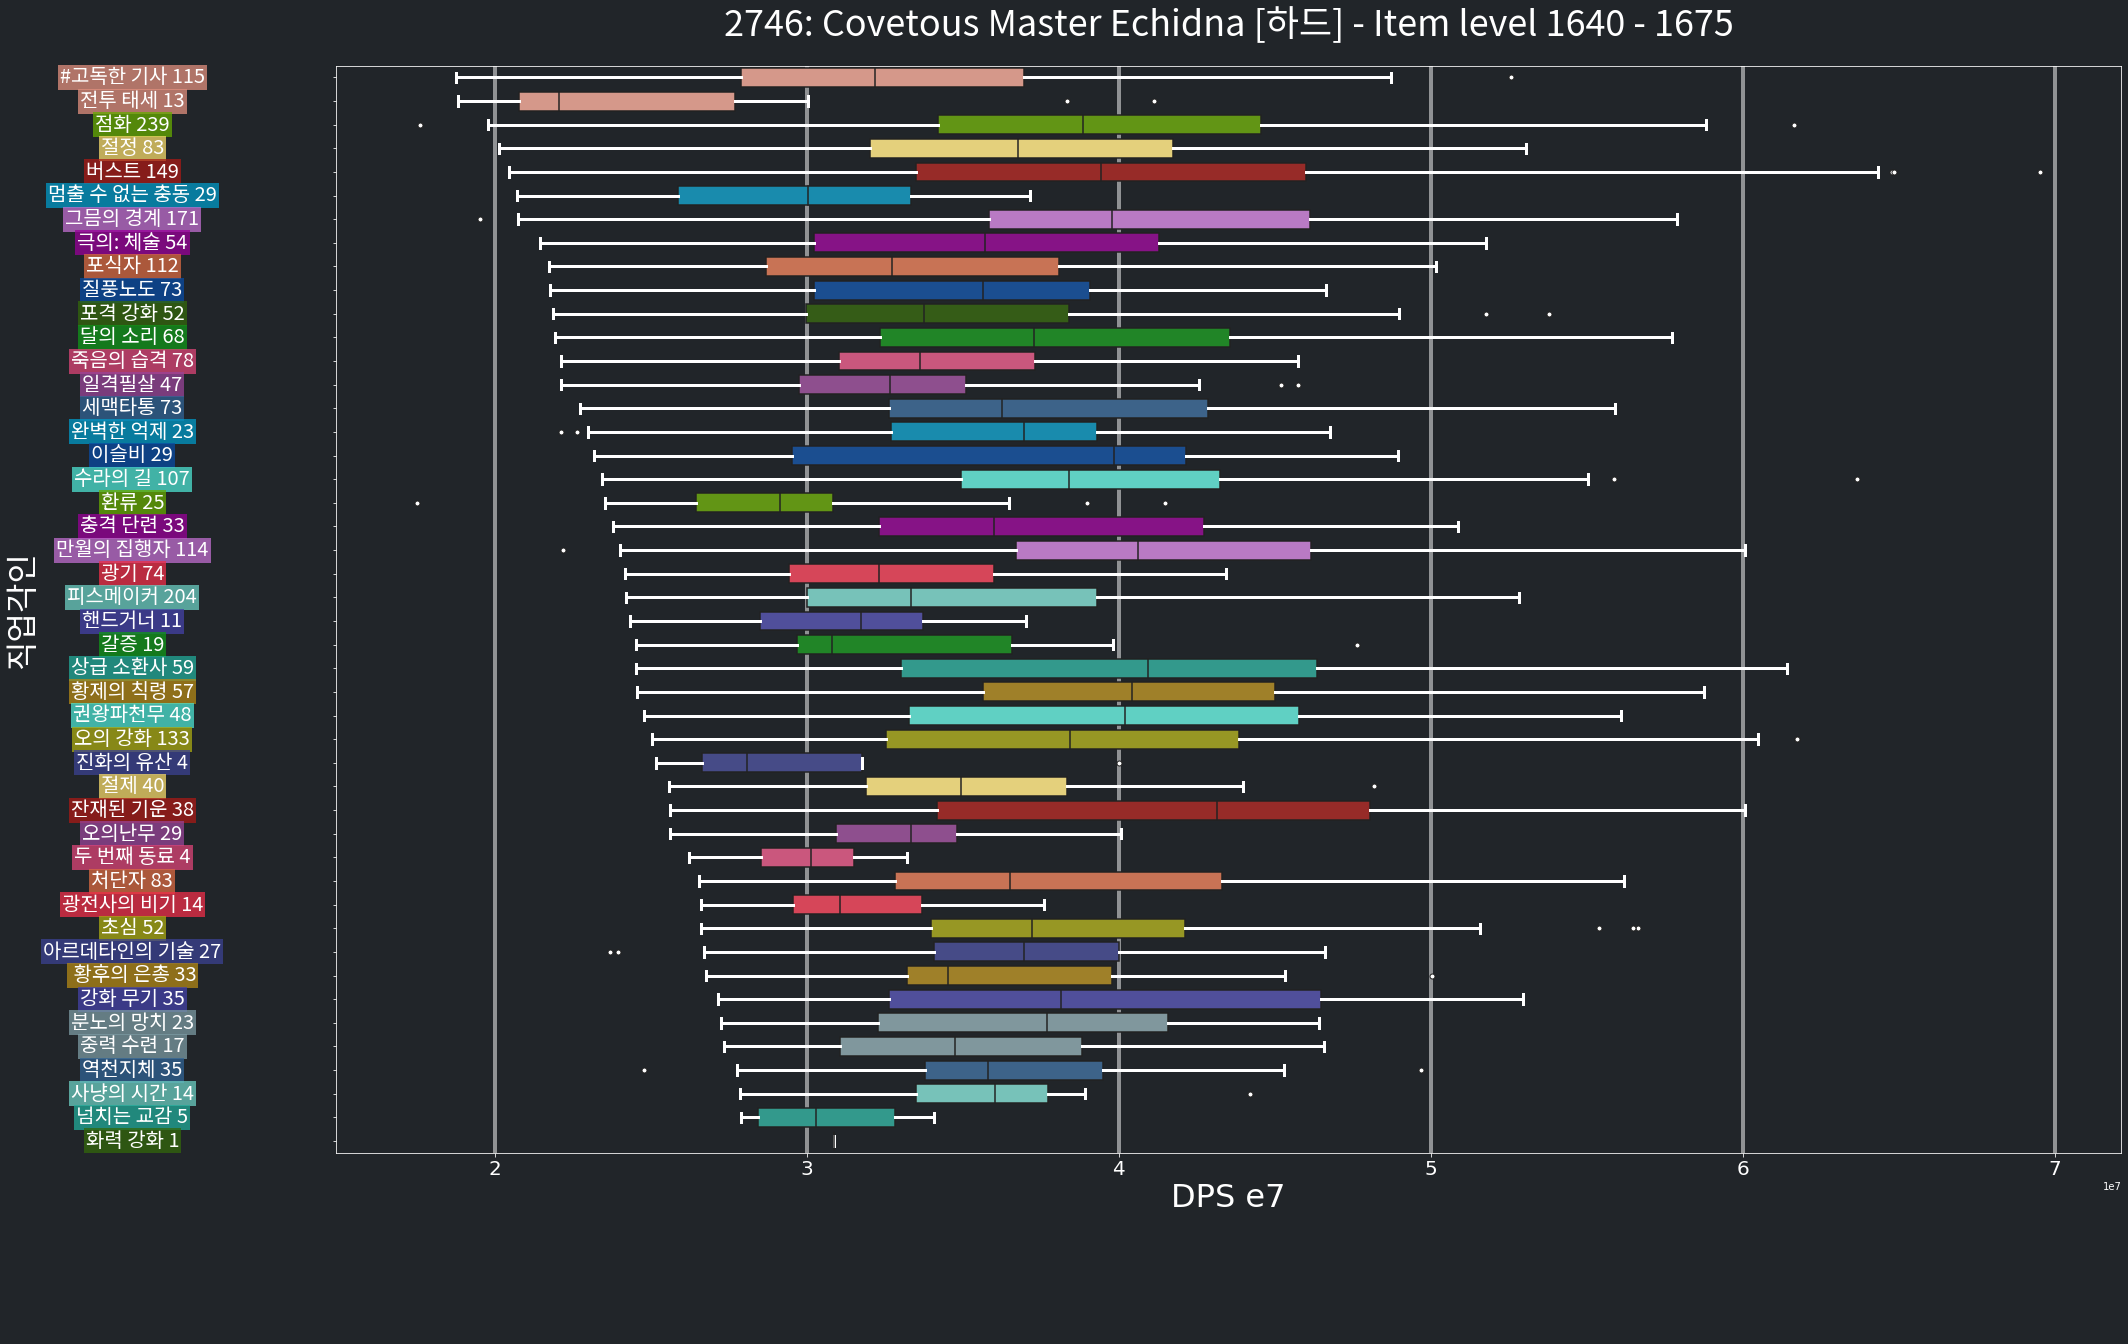 2746: Covetous Master Echidna [하드] - Item level 1640 - 1675
#고독한 기사 115
전투 태세 13
점화 239
절정 83
버스트 149
멈출 수 없는 충동 29
그믐의 경계 171
극의: 체술 54
포식자 112
질풍노도 73
포격 강화 52
달의 소리 68
죽음의 습격 78
일격필살 47
세맥타통 73
완벽한 억제 23
이슬비 29
수라의 길 107
환류 25
충격 단련 33
만월의 집행자 114
광기 74
피스메이커 204
핸드거너 11
갈증 19
상급 소환사 59
황제의 칙령 57
권왕파천무 48
오의 강화 133
진화의 유산 4
절제 40
잔재된 기운 38
오의난무 29
두 번째 동료 4
처단자 83
광전사의 비기 14
초심 52
아르데타인의 기술 27
황후의 은총 33
강화 무기 35
분노의 망치 23
중력 수련 17
역천지체 35
사냥의 시간 14
넘치는 교감 5
화력 강화 1
직업각인
2 3 4 5 6 7
1e7
DPS e7